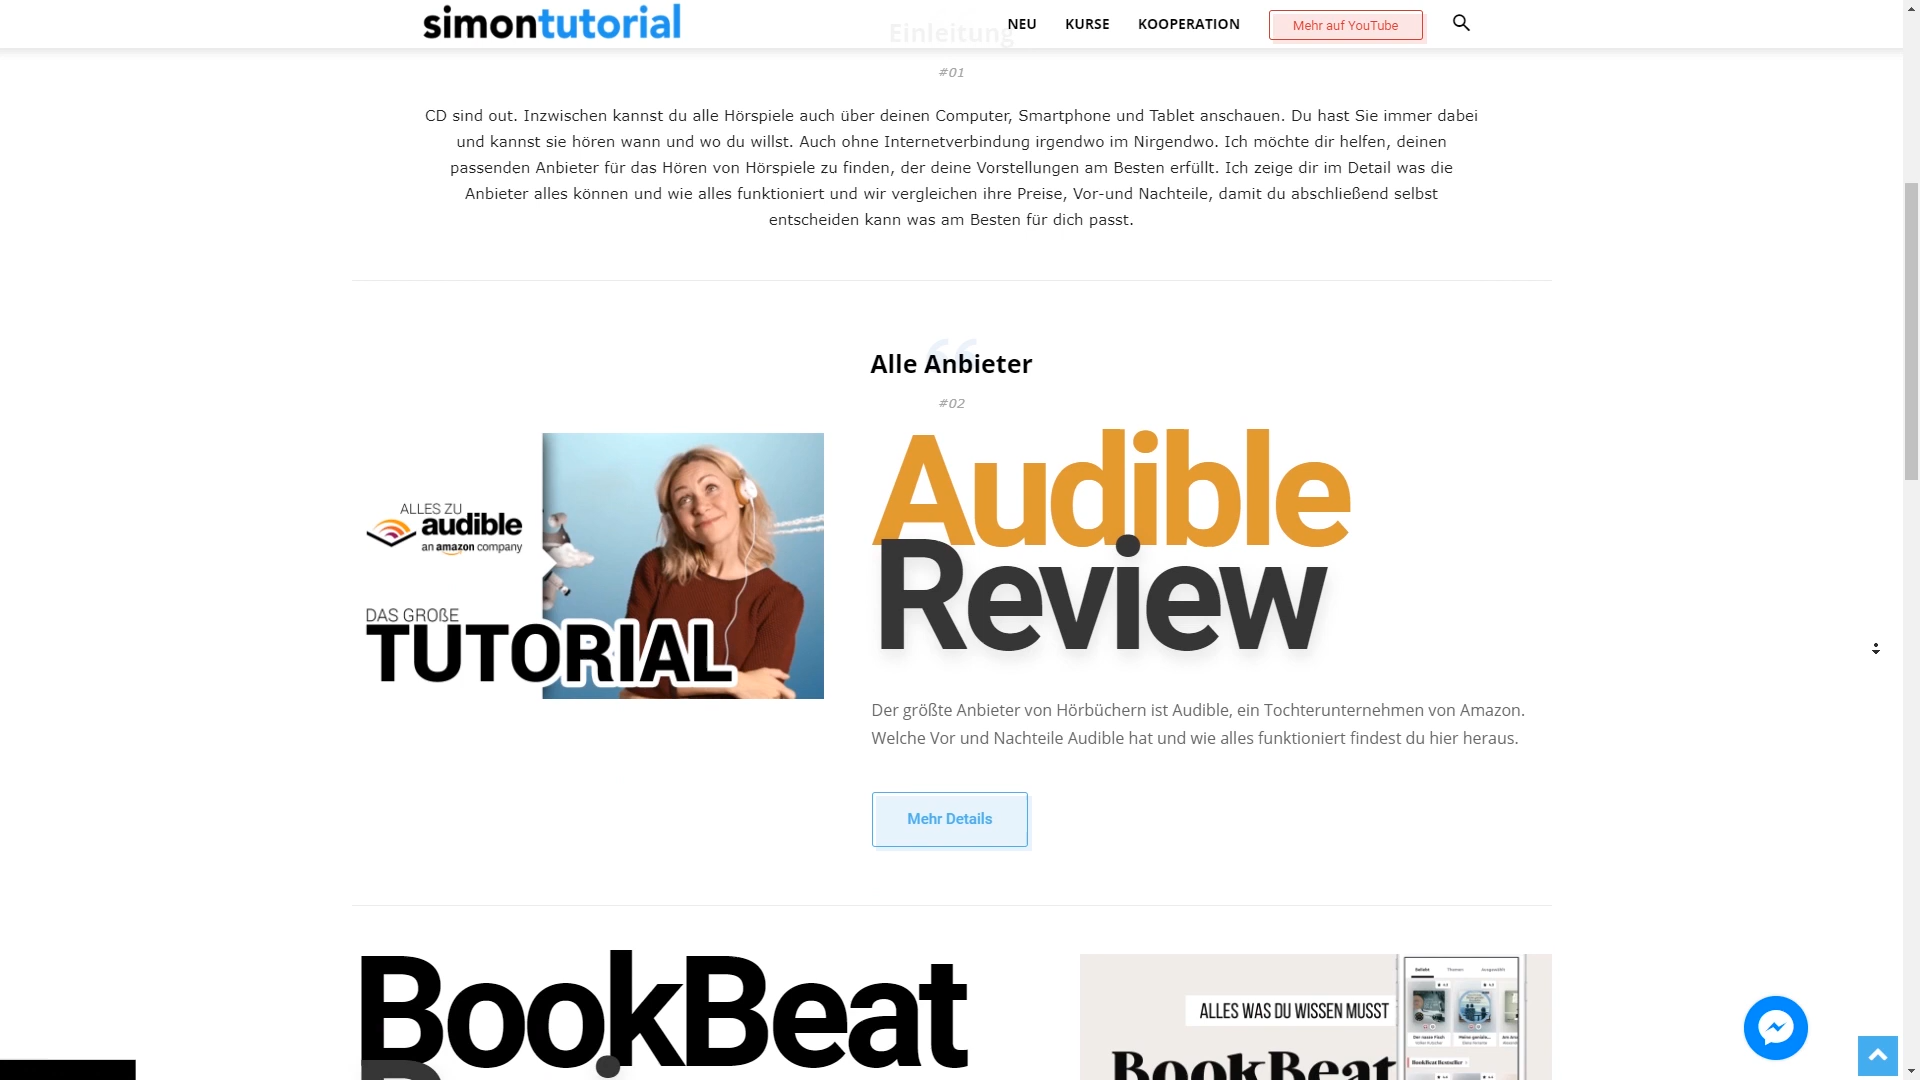 simontutorial
NEU KURSE KOOPERATION Mehr auf YouTube
Einleitung
#01
CD sind out. Inzwischen kannst du alle Hörspiele auch über deinen Computer, Smartphone und Tablet anschauen. Du hast Sie immer dabei
und kannst sie hören wann und wo du willst. Auch ohne Internetverbindung irgendwo im Nirgendwo. Ich möchte dir helfen, deinen
passenden Anbieter für das Hören von Hörspiele zu finden, der deine Vorstellungen am Besten erfüllt. Ich zeige dir im Detail was die
Anbieter alles können und wie alles funktioniert und wir vergleichen ihre Preise, Vor-und Nachteile, damit du abschließend selbst
entscheiden kann was am Besten für dich passt.
Alle Anbieter
#02
ALLES ZU
audible
an amazon company
DAS GROßE
TUTORIAL
Audible
Review
Der größte Anbieter von Hörbüchern ist Audible, ein Tochterunternehmen von Amazon.
Welche Vor und Nachteile Audible hat und wie alles funktioniert findest du hier heraus.
Mehr Details
BookBeat
ALLES WAS DU WISSEN MUSST
BookBeat
Beliebt Themen Ausgewählt
BookBeat Bestseller